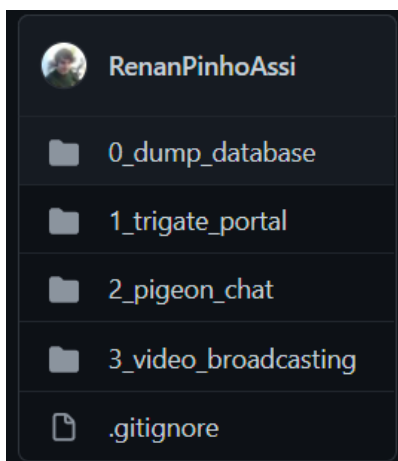 RenanPinhoAssi
0_dump_database
1_trigate_portal
2_pigeon_chat
3_video_broadcasting
.gitignore